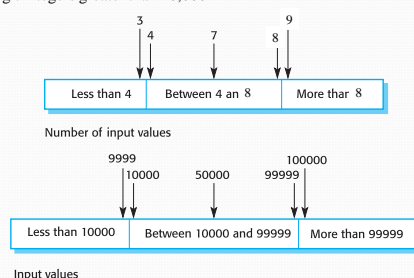 3 9
4 7 8
Less than 4 Between 4 an 8 More thar 8
Number of input values
9999 100000
10000 50000 99999
Less than 10000 Between 10000 and 99999 More than 99999
Input values